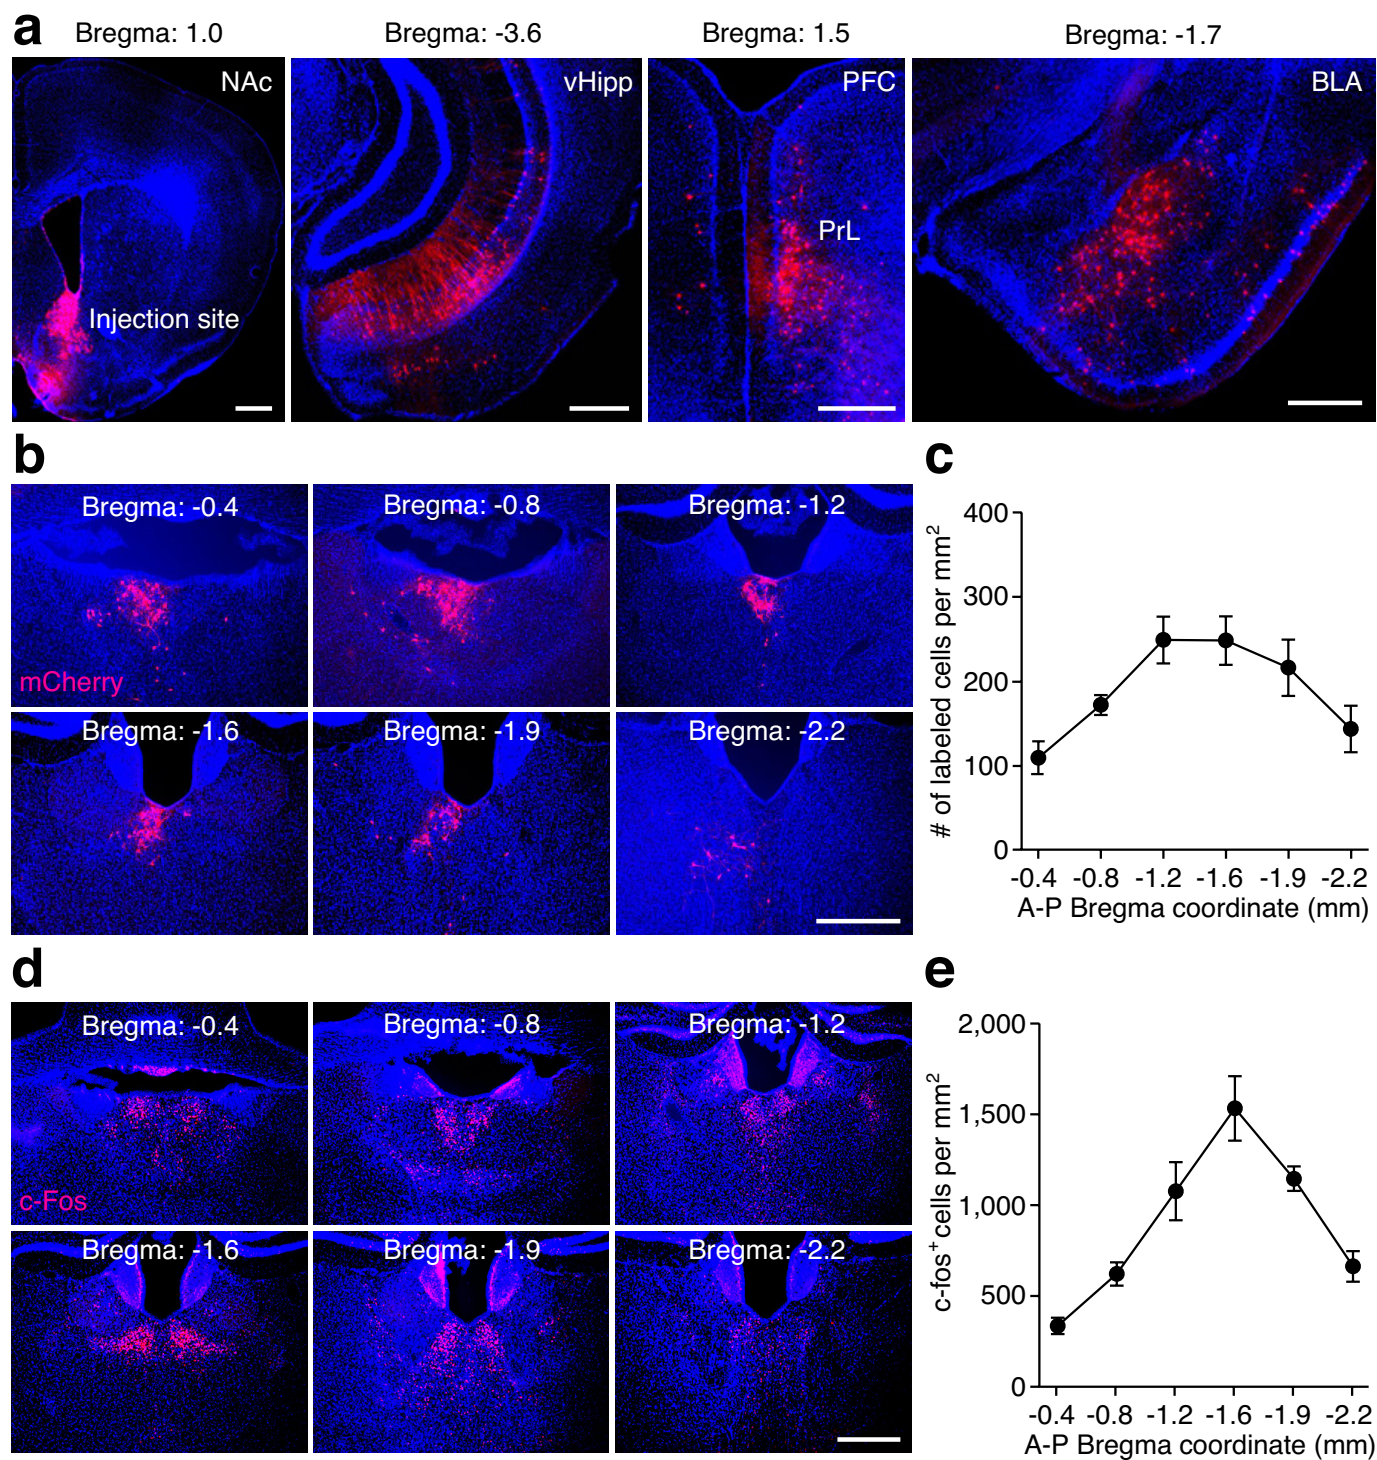 a
Bregma: 1.0
Bregma: -3.6
Bregma: 1.5
Bregma: -1.7
NAc
vHipp
PFC
BLA
PrL
Injection site
b
Bregma: -0.4
Bregma: -0.8
Bregma: -1.2
mCherry
Bregma: -1.6
Bregma: -1.9
Bregma: -2.2
c
# of labeled cells per mm²
400
300
200
100
0
-0.4 -0.8 -1.2 -1.6 -1.9 -2.2
A-P Bregma coordinate (mm)
d
Bregma: -0.4
Bregma: -0.8
Bregma: -1.2
c-Fos
Bregma: -1.6
Bregma: -1.9
Bregma: -2.2
e
c-fos⁺ cells per mm²
2,000
1,500
1,000
500
0
-0.4 -0.8 -1.2 -1.6 -1.9 -2.2
A-P Bregma coordinate (mm)